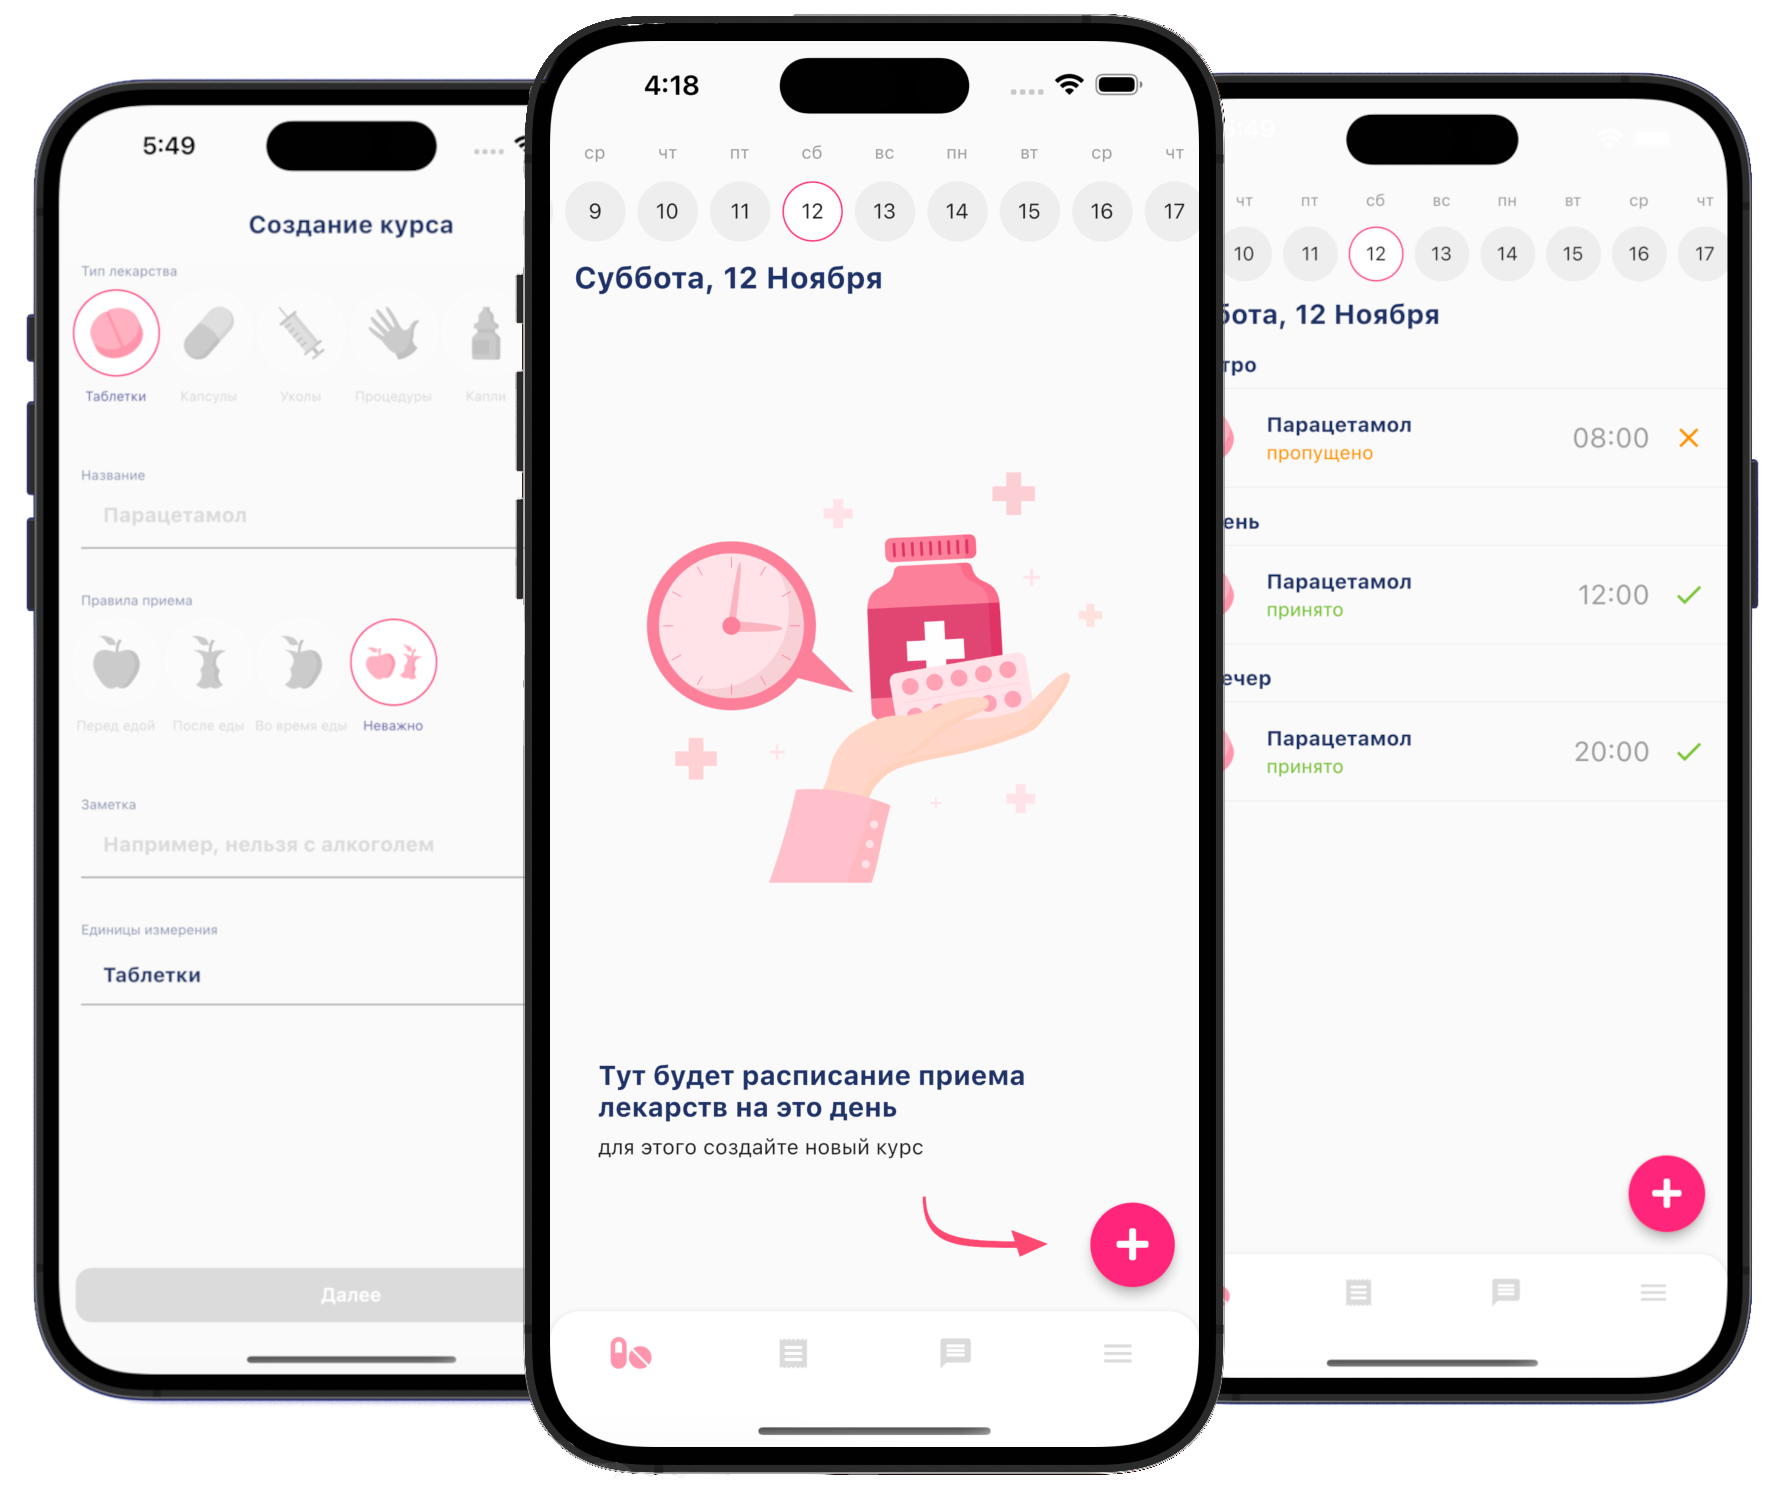 5:49
Создание курса
Тип лекарства
Таблетки Капсулы Уколы Процедуры Капли
Название
Парацетамол
Правила приема
Перед едой После еды Во время еды Неважно
Заметка
Например, нельзя с алкоголем
Единицы измерения
Таблетки
Далее
4:18
ср чт пт сб вс пн вт ср чт
9 10 11 12 13 14 15 16 17
Суббота, 12 Ноября
Тут будет расписание приема
лекарств на это день
для этого создайте новый курс
5:49
чт пт сб вс пн вт ср чт
10 11 12 13 14 15 16 17
бота, 12 Ноября
тро
Парацетамол 08:00
пропущено
ень
Парацетамол 12:00
принято
ечер
Парацетамол 20:00
принято